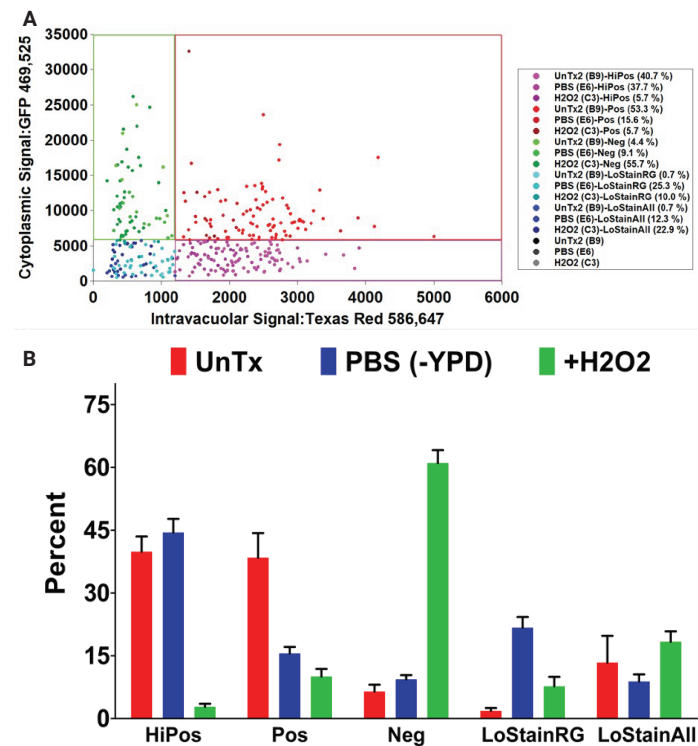 A
35000
30000
25000
20000
15000
10000
5000
0
Cytoplasmic Signal:GFP 469,525
0 1000 2000 3000 4000 5000 6000
Intravacuolar Signal:Texas Red 586,647
UnTx2 (B9)-HiPos (40.7 %)
PBS (E6)-HiPos (37.7 %)
H2O2 (C3)-HiPos (5.7 %)
UnTx2 (B9)-Pos (53.3 %)
PBS (E6)-Pos (15.6 %)
H2O2 (C3)-Pos (5.7 %)
UnTx2 (B9)-Neg (4.4 %)
PBS (E6)-Neg (9.1 %)
H2O2 (C3)-Neg (55.7 %)
UnTx2 (B9)-LoStainRG (0.7 %)
PBS (E6)-LoStainRG (25.3 %)
H2O2 (C3)-LoStainRG (10.0 %)
UnTx2 (B9)-LoStainAll (0.7 %)
PBS (E6)-LoStainAll (12.3 %)
H2O2 (C3)-LoStainAll (22.9 %)
UnTx2 (B9)
PBS (E6)
H2O2 (C3)
B
UnTx PBS (-YPD) +H2O2
75
60
45
30
15
0
Percent
HiPos Pos Neg LoStainRG LoStainAll